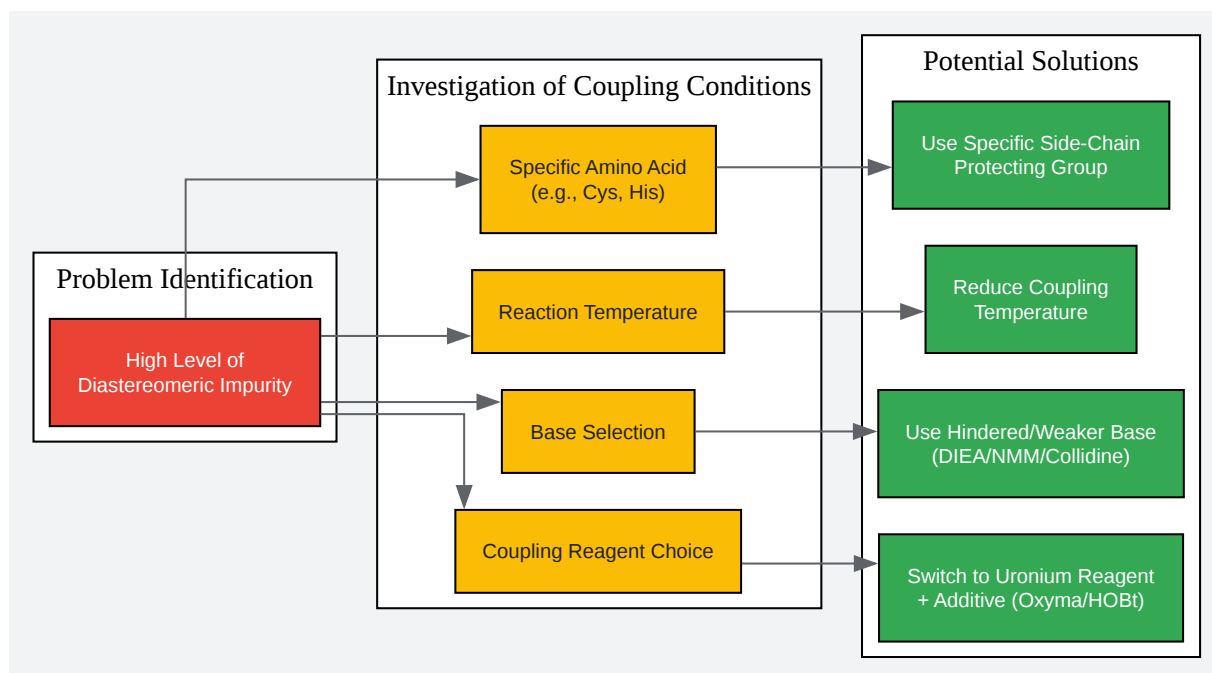 Problem Identification
High Level of
Diastereomeric Impurity
Investigation of Coupling Conditions
Specific Amino Acid
(e.g., Cys, His)
Reaction Temperature
Base Selection
Coupling Reagent Choice
Potential Solutions
Use Specific Side-Chain
Protecting Group
Reduce Coupling
Temperature
Use Hindered/Weaker Base
(DIEA/NMM/Collidine)
Switch to Uronium Reagent
+ Additive (Oxyma/HOBt)